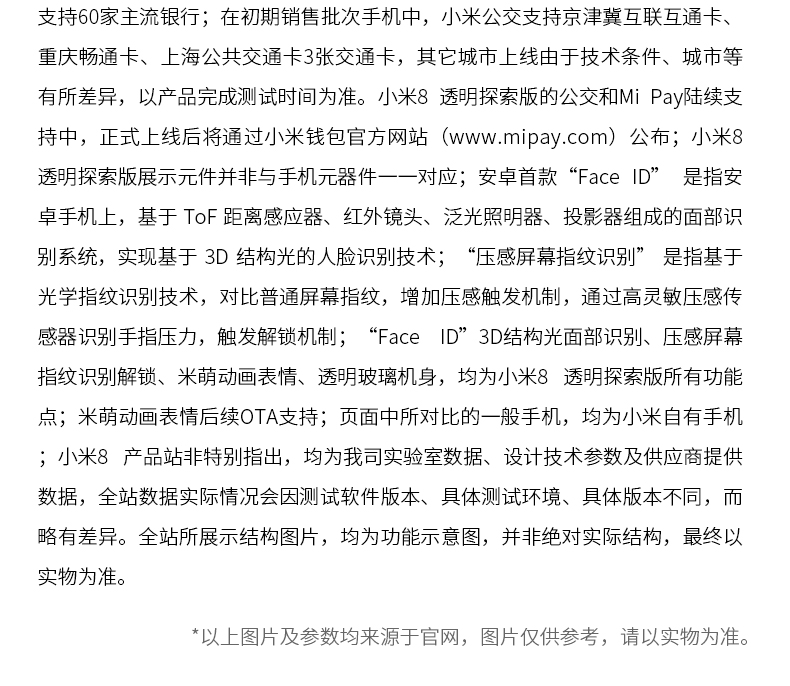 支持60家主流银行；在初期销售批次手机中，小米公交支持京津冀互联互通卡、
重庆畅通卡、上海公共交通卡3张交通卡，其它城市上线由于技术条件、城市等
有所差异，以产品完成测试时间为准。小米8 透明探索版的公交和Mi Pay陆续支
持中，正式上线后将通过小米钱包官方网站（www.mipay.com）公布；小米8
透明探索版展示元件并非与手机元器件一一对应；安卓首款“Face ID” 是指安
卓手机上，基于 ToF 距离感应器、红外镜头、泛光照明器、投影器组成的面部识
别系统，实现基于 3D 结构光的人脸识别技术；“压感屏幕指纹识别” 是指基于
光学指纹识别技术，对比普通屏幕指纹，增加压感触发机制，通过高灵敏压感传
感器识别手指压力，触发解锁机制；“Face ID”3D结构光面部识别、压感屏幕
指纹识别解锁、米萌动画表情、透明玻璃机身，均为小米8 透明探索版所有功能
点；米萌动画表情后续OTA支持；页面中所对比的一般手机，均为小米自有手机
；小米8 产品站非特别指出，均为我司实验室数据、设计技术参数及供应商提供
数据，全站数据实际情况会因测试软件版本、具体测试环境、具体版本不同，而
略有差异。全站所展示结构图片，均为功能示意图，并非绝对实际结构，最终以
实物为准。
*以上图片及参数均来源于官网，图片仅供参考，请以实物为准。